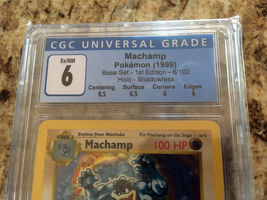 CGC UNIVERSAL GRADE
Ex/NM
6
Machamp
Pokémon (1999)
Base Set - 1st Edition - 8/102
Holo - Shadowless
Centering Surface Corners Edges
8.5 6.5 6 6
Evolves from Machoke
Put Machamp on the Stage 1 card
STAGE
Machamp
100 HP